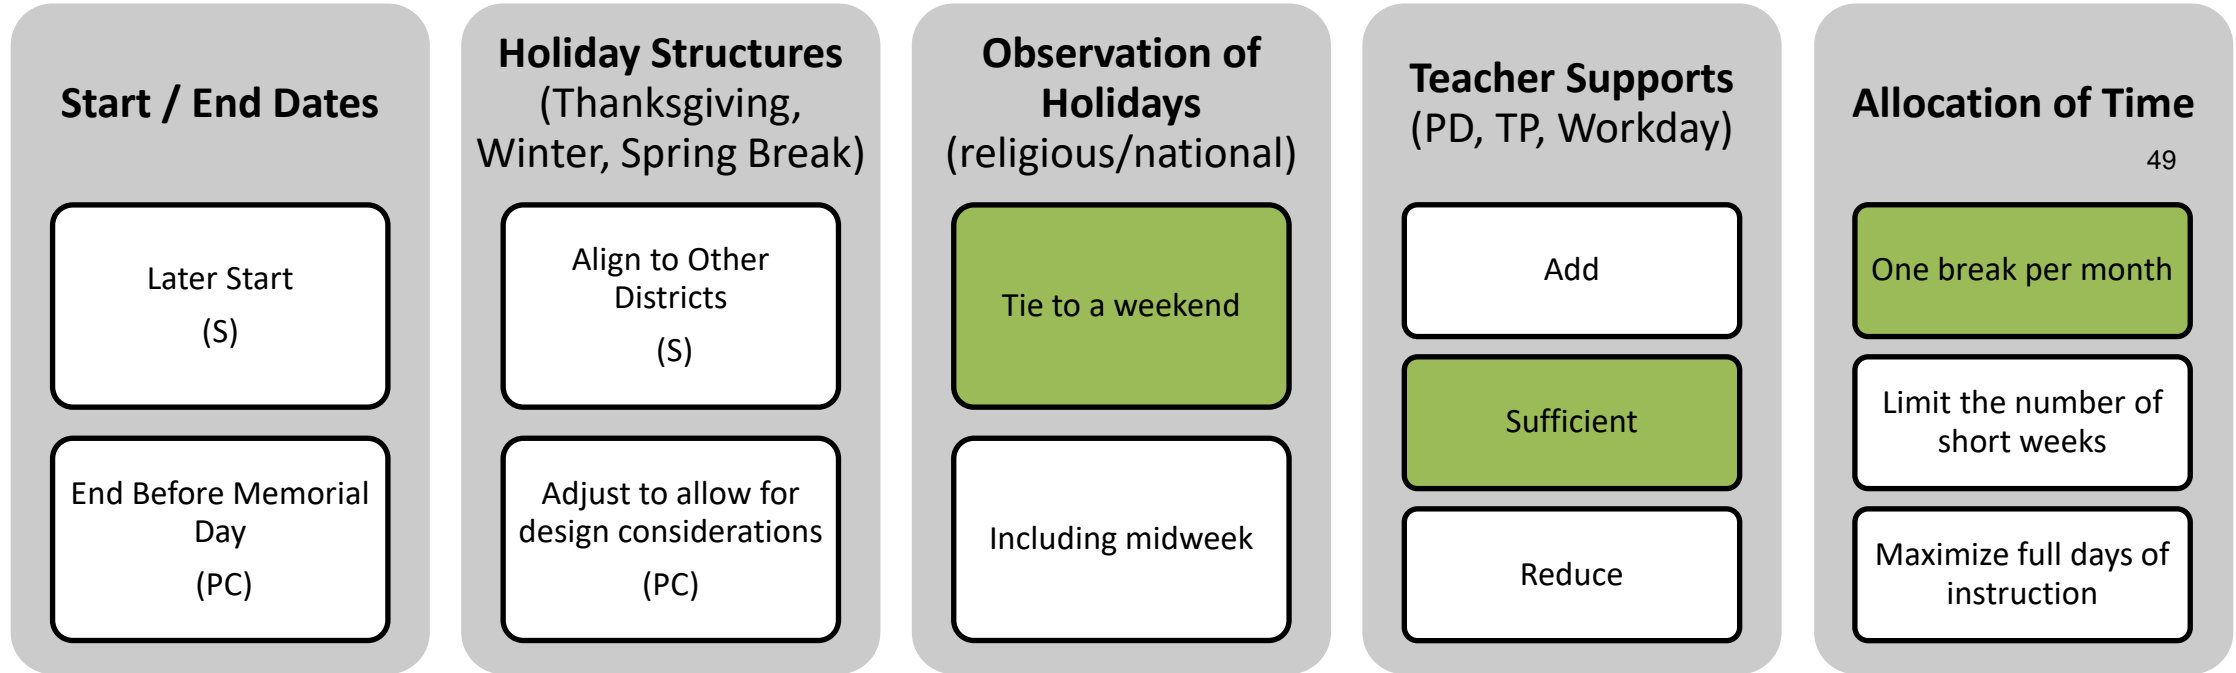 Start / End Dates
Later Start
(S)
End Before Memorial
Day
(PC)
Holiday Structures
(Thanksgiving,
Winter, Spring Break)
Align to Other
Districts
(S)
Adjust to allow for
design considerations
(PC)
Observation of
Holidays
(religious/national)
Tie to a weekend
Including midweek
Teacher Supports
(PD, TP, Workday)
Add
Sufficient
Reduce
Allocation of Time
49
One break per month
Limit the number of
short weeks
Maximize full days of
instruction